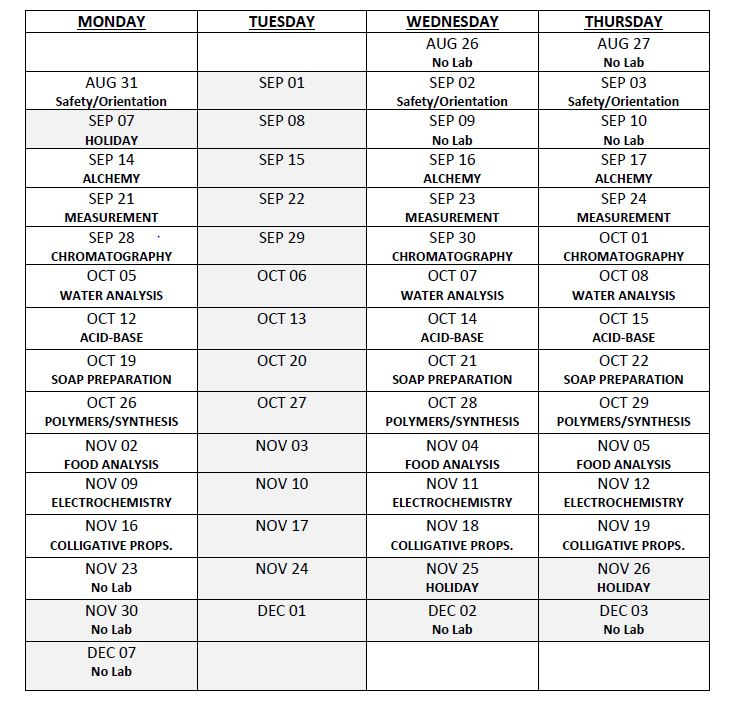 MONDAY TUESDAY WEDNESDAY THURSDAY
AUG 26 AUG 27
No Lab No Lab
AUG 31 SEP 01 SEP 02 SEP 03
Safety/Orientation Safety/Orientation Safety/Orientation
SEP 07 SEP 08 SEP 09 SEP 10
HOLIDAY No Lab No Lab
SEP 14 SEP 15 SEP 16 SEP 17
ALCHEMY ALCHEMY ALCHEMY
SEP 21 SEP 22 SEP 23 SEP 24
MEASUREMENT MEASUREMENT MEASUREMENT
SEP 28 SEP 29 SEP 30 OCT 01
CHROMATOGRAPHY CHROMATOGRAPHY CHROMATOGRAPHY
OCT 05 OCT 06 OCT 07 OCT 08
WATER ANALYSIS WATER ANALYSIS WATER ANALYSIS
OCT 12 OCT 13 OCT 14 OCT 15
ACID-BASE ACID-BASE ACID-BASE
OCT 19 OCT 20 OCT 21 OCT 22
SOAP PREPARATION SOAP PREPARATION SOAP PREPARATION
OCT 26 OCT 27 OCT 28 OCT 29
POLYMERS/SYNTHESIS POLYMERS/SYNTHESIS POLYMERS/SYNTHESIS
NOV 02 NOV 03 NOV 04 NOV 05
FOOD ANALYSIS FOOD ANALYSIS FOOD ANALYSIS
NOV 09 NOV 10 NOV 11 NOV 12
ELECTROCHEMISTRY ELECTROCHEMISTRY ELECTROCHEMISTRY
NOV 16 NOV 17 NOV 18 NOV 19
COLLIGATIVE PROPS. COLLIGATIVE PROPS. COLLIGATIVE PROPS.
NOV 23 NOV 24 NOV 25 NOV 26
No Lab HOLIDAY HOLIDAY
NOV 30 DEC 01 DEC 02 DEC 03
No Lab No Lab No Lab
DEC 07
No Lab